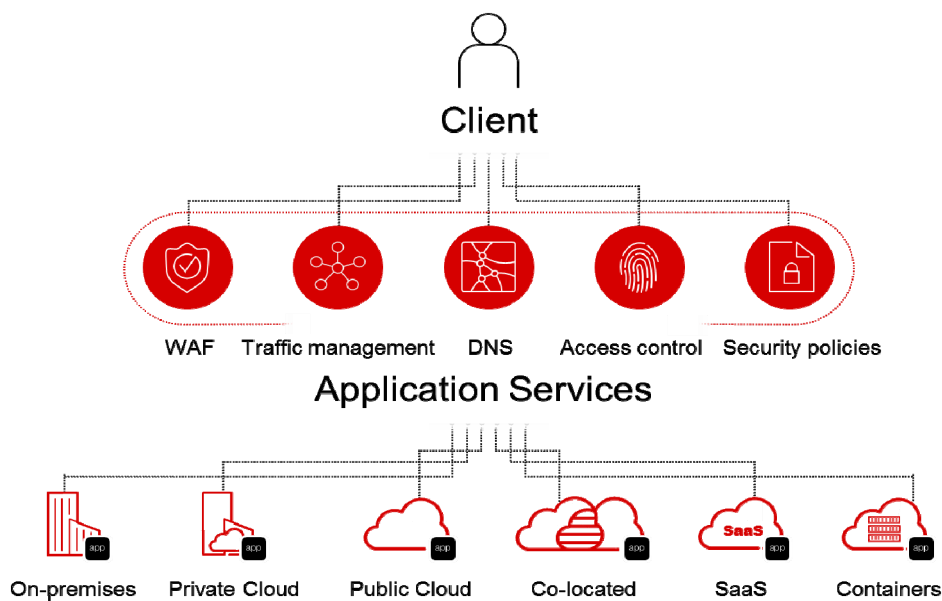 Client
WAF
Traffic management
DNS
Access control
Security policies
Application Services
app
app
app
app
SaaS
app
app
On-premises
Private Cloud
Public Cloud
Co-located
SaaS
Containers